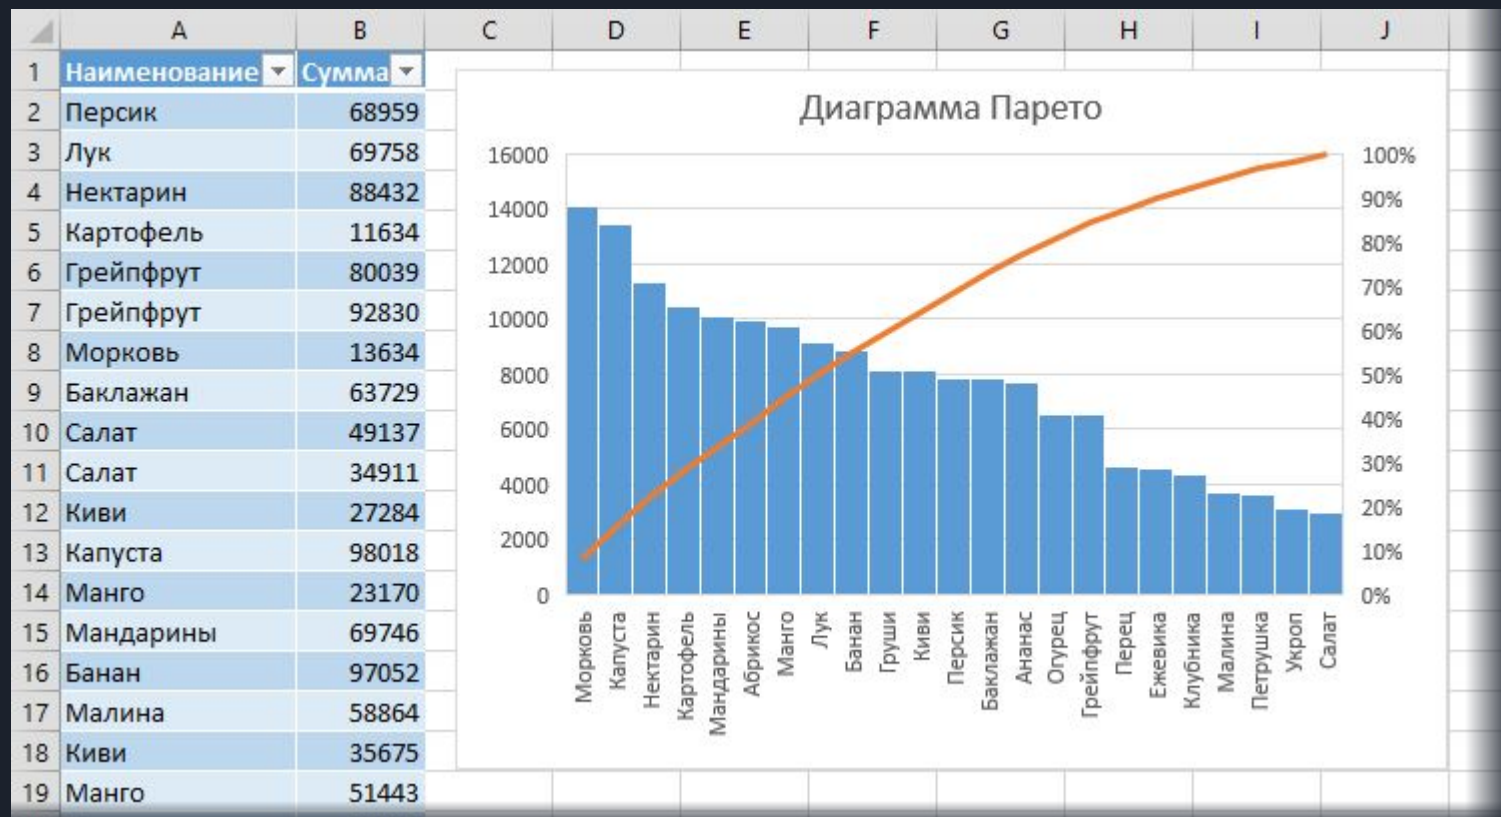 A B C D E F G H I J
1 Наименование Сумма
2 Персик 68959
3 Лук 69758
4 Нектарин 88432
5 Картофель 11634
6 Грейпфрут 80039
7 Грейпфрут 92830
8 Морковь 13634
9 Баклажан 63729
10 Салат 49137
11 Салат 34911
12 Киви 27284
13 Капуста 98018
14 Манго 23170
15 Мандарины 69746
16 Банан 97052
17 Малина 58864
18 Киви 35675
19 Манго 51443
Диаграмма Парето
16000 100%
14000 90%
12000 80%
10000 70%
8000 60%
6000 50%
4000 40%
2000 30%
0 20%
10%
0%
Морковь
Капуста
Нектарин
Картофель
Мандарины
Абрикос
Манго
Лук
Банан
Груши
Киви
Персик
Баклажан
Ананас
Огурец
Грейпфрут
Перец
Ежевика
Клубника
Малина
Петрушка
Укроп
Салат